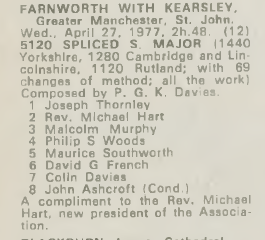 FARNWORTH WITH KEARSLEY,
Greater Manchester, St. John.
Wed., April 27, 1977, 2h.48. (12)
5120 SPLICED S. MAJOR (1440
Yorkshire, 1280 Cambridge and Lin-
colnshire, 1120 Rutland; with 69
changes of method; all the work)
Composed by P. G. K. Davies.
1 Joseph Thornley
2 Rev. Michael Hart
3 Malcolm Murphy
4 Philip S Woods
5 Maurice Southworth
6 David G French
7 Colin Davies
8 John Ashcroft (Cond.)
A compliment to the Rev. Michael
Hart, new president of the Associa-
tion.